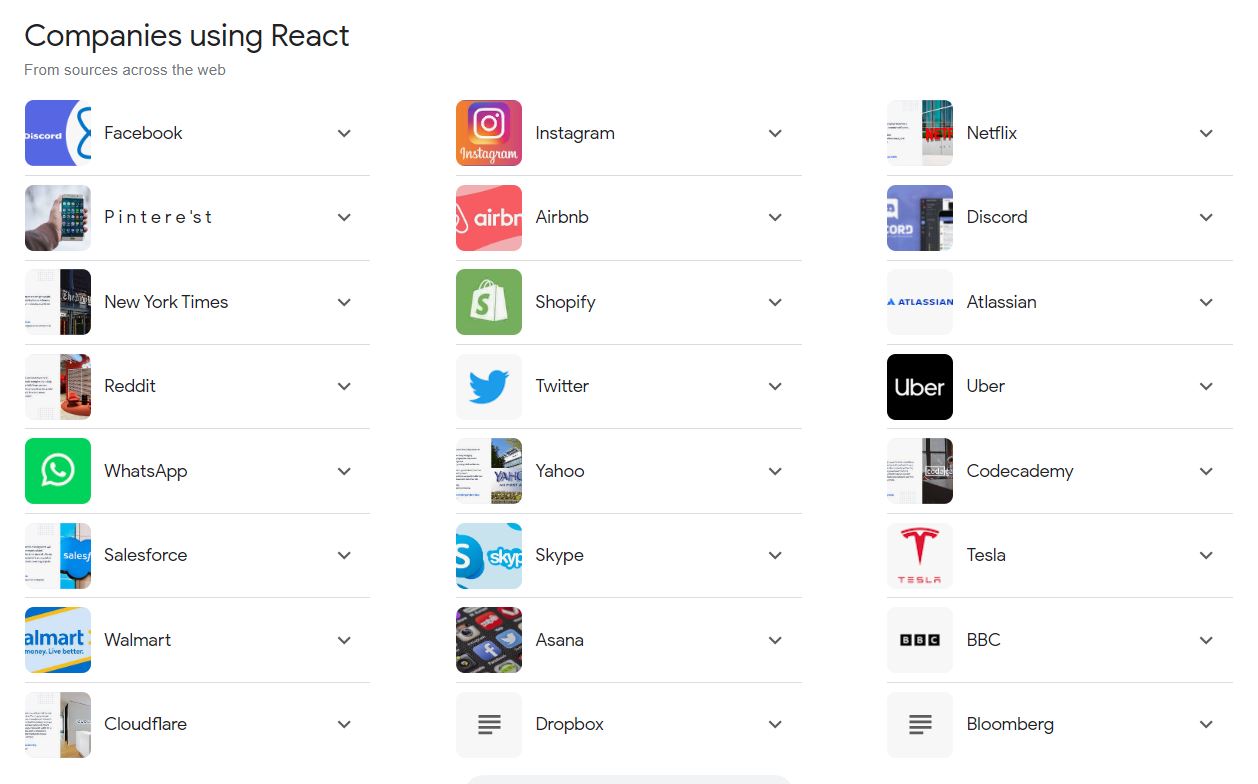 Companies using React
From sources across the web
Discord
Facebook
Instagram
Instagram
NETF
Netflix
P i n t e r e 's t
airbn
Airbnb
CORD
Discord
New York Times
Shopify
ATLASSIAN
Atlassian
Reddit
Twitter
Uber
Uber
WhatsApp
YAHO
Yahoo
Codecademy
salesf
Salesforce
S skyp
Skype
TESLA
Tesla
almart
money. Live better.
Walmart
Asana
BBC
BBC
Cloudflare
Dropbox
Bloomberg